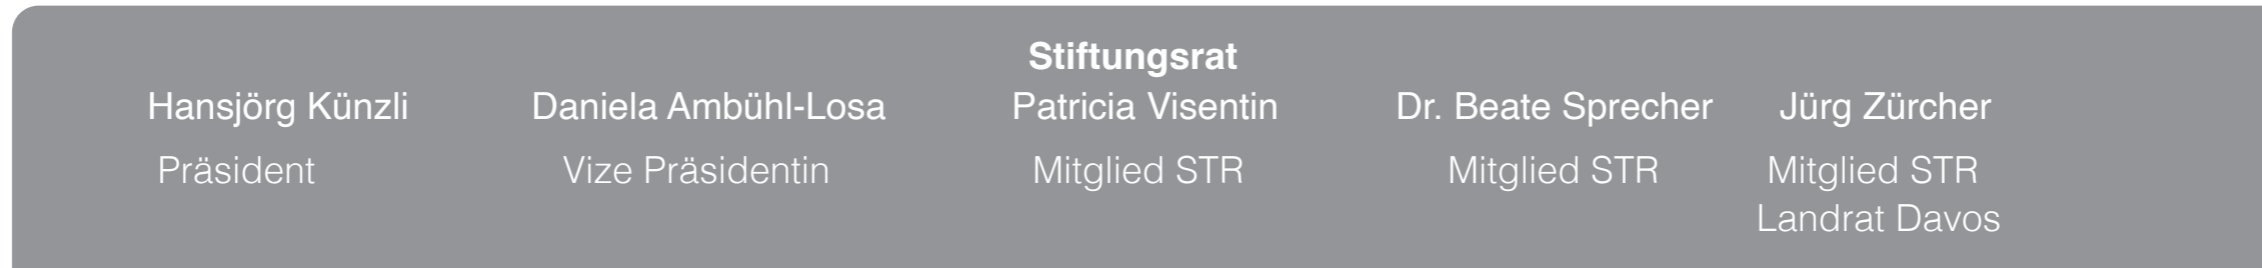 Stiftungsrat
Hansjörg Künzli Daniela Ambühl-Losa Patricia Visentin Dr. Beate Sprecher Jürg Zürcher
Präsident Vize Präsidentin Mitglied STR Mitglied STR Mitglied STR
Landrat Davos